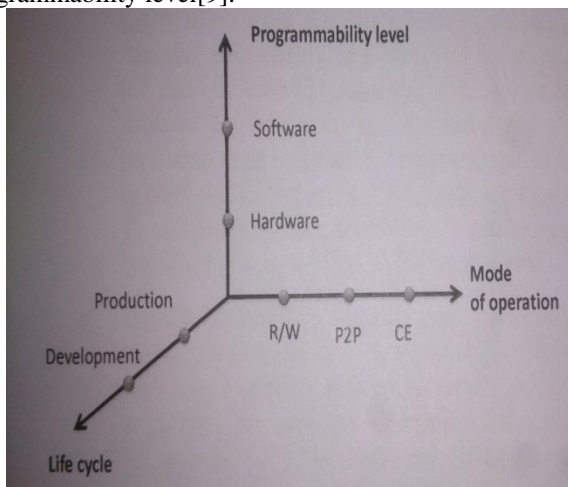 grammability level[9].
Programmability level
Software
Hardware
Mode
of operation
Production
R/W
P2P
CE
Development
Life cycle